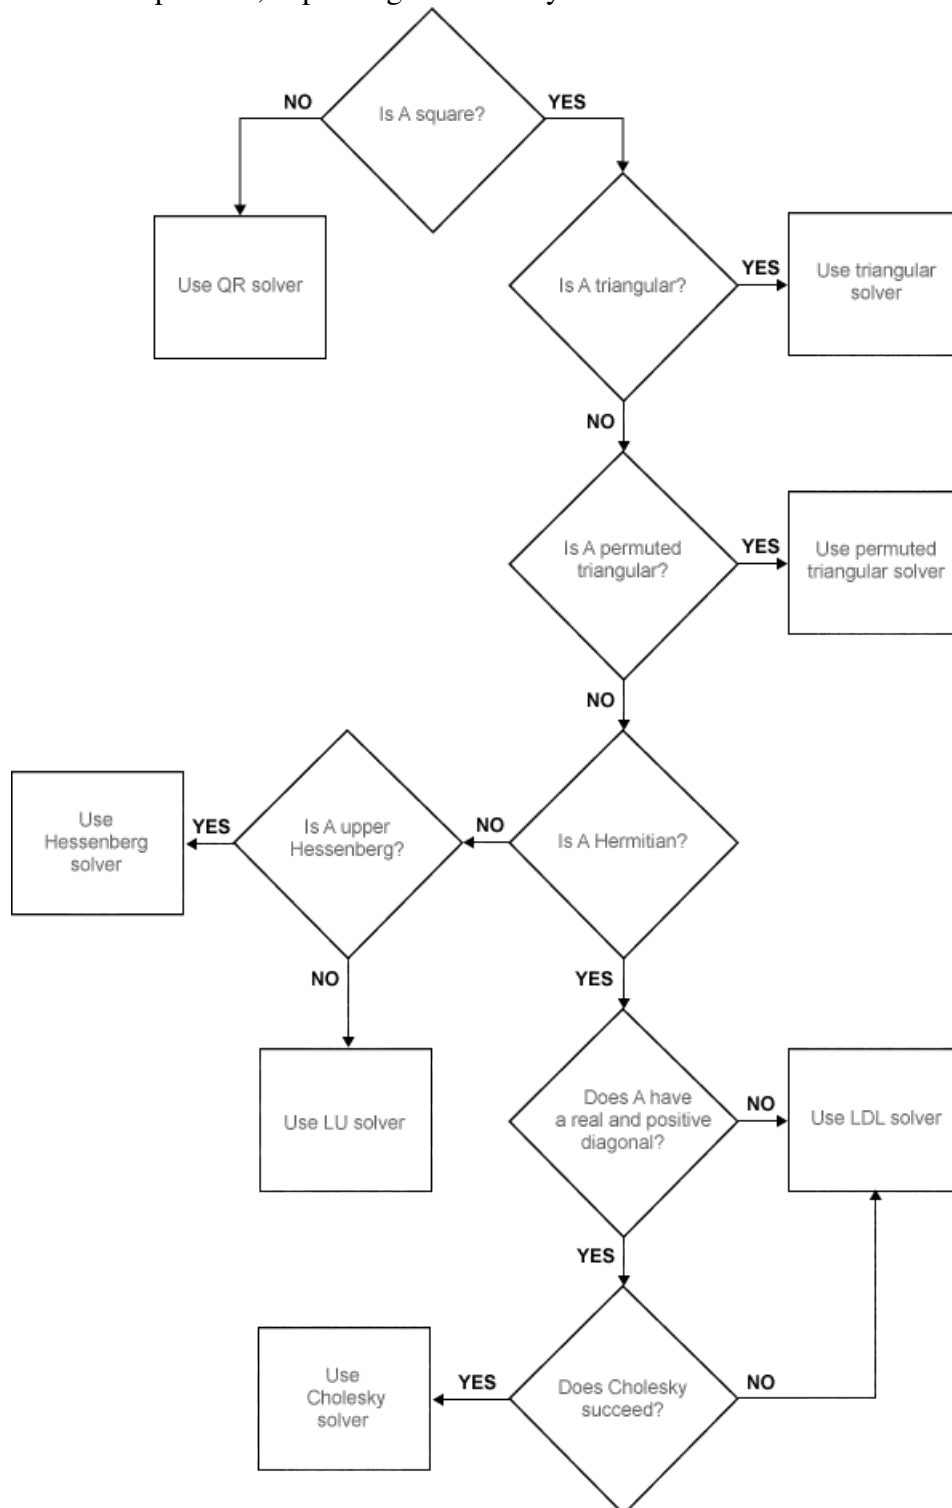 NO
Is A square?
YES
Use QR solver
Is A triangular?
YES
Use triangular
solver
NO
Is A permuted
triangular?
YES
Use permuted
triangular solver
NO
Use
Hessenberg
solver
YES
Is A upper
Hessenberg?
NO
Is A Hermitian?
NO
YES
Use LU solver
Does A have
a real and positive
diagonal?
NO
Use LDL solver
YES
Use
Cholesky
solver
YES
Does Cholesky
succeed?
NO